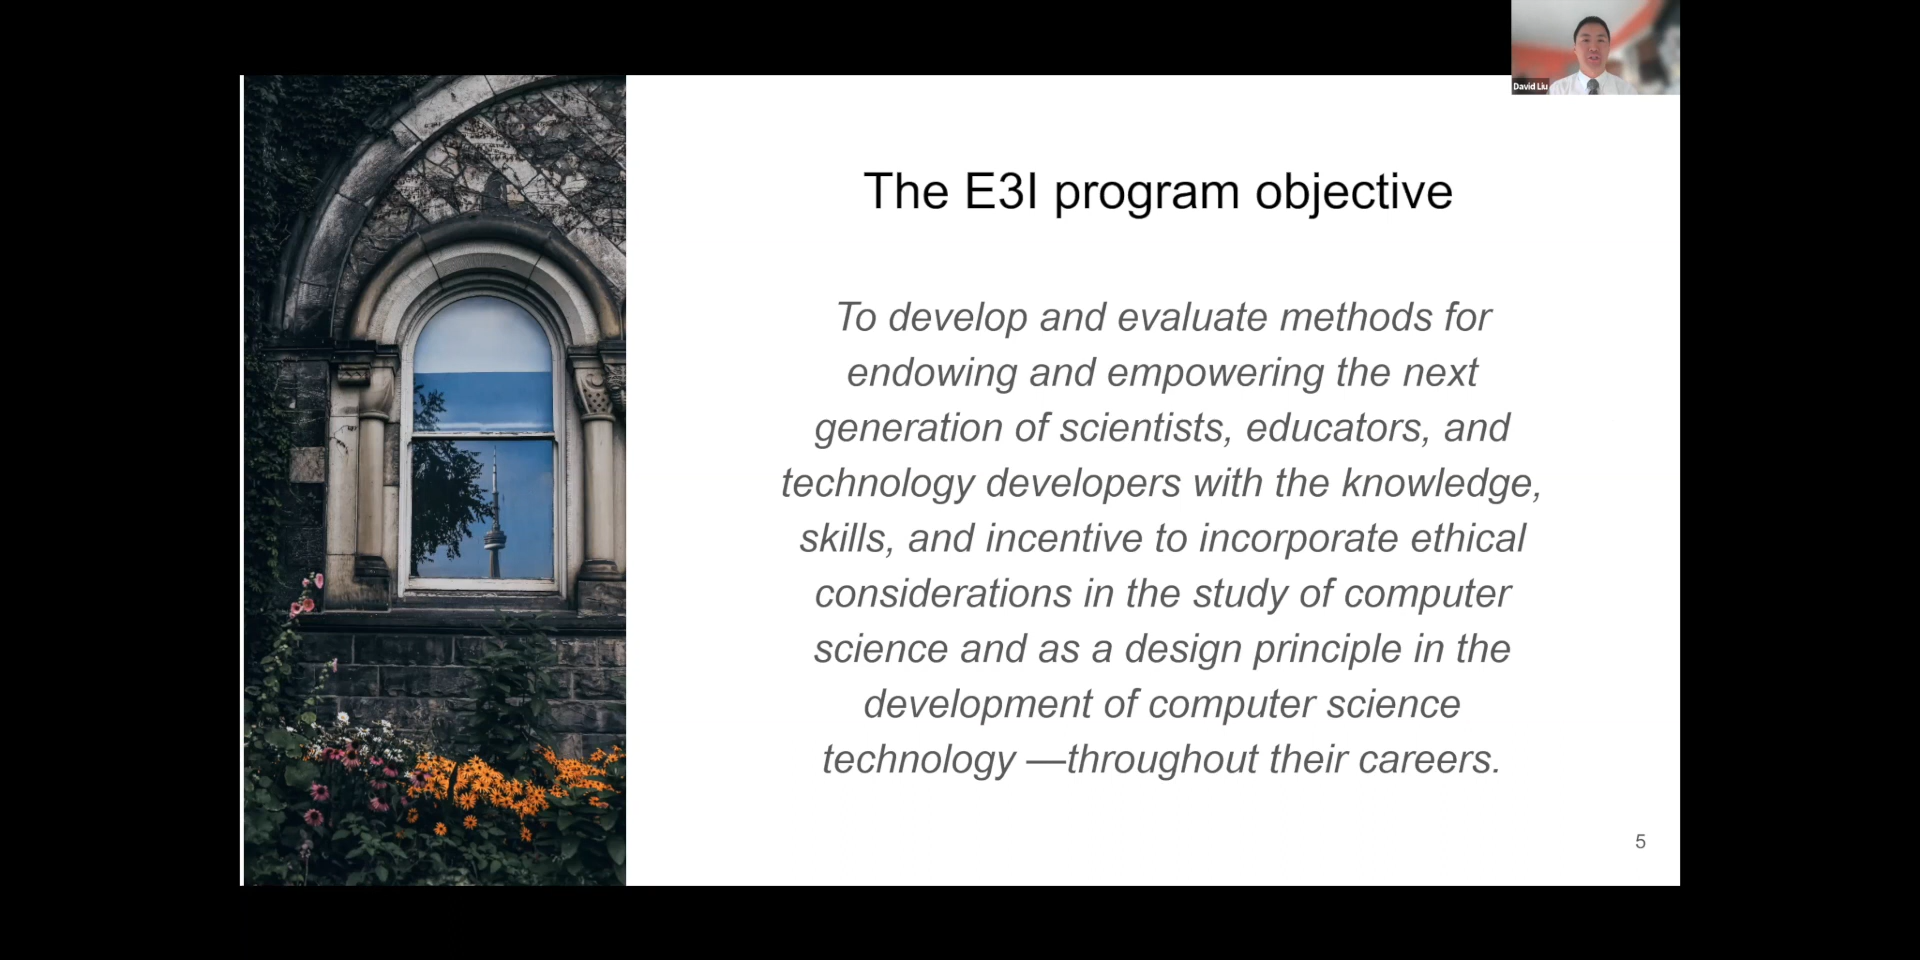 David Liu
The E3I program objective
To develop and evaluate methods for
endowing and empowering the next
generation of scientists, educators, and
technology developers with the knowledge,
skills, and incentive to incorporate ethical
considerations in the study of computer
science and as a design principle in the
development of computer science
technology —throughout their careers.
5